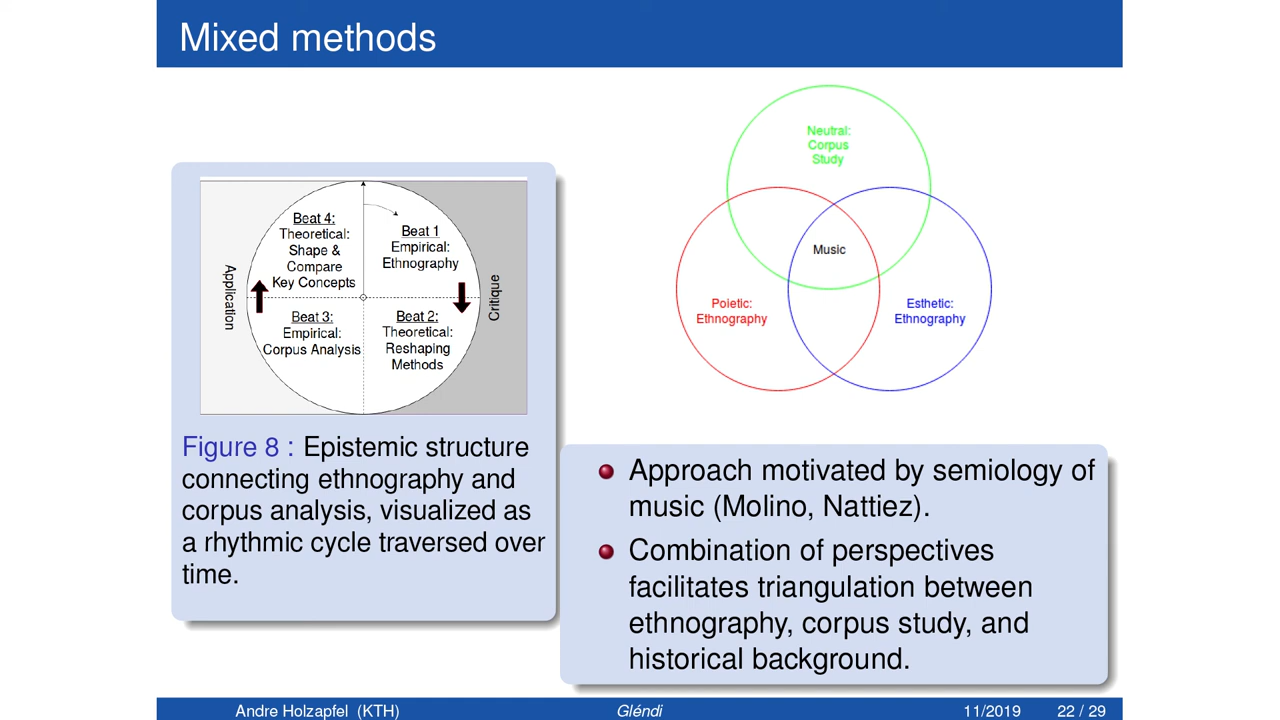 Mixed methods
Beat 4:
Theoretical:
Shape &
Compare
Key Concepts
Beat 1
Empirical:
Ethnography
Application
Critique
Beat 3:
Empirical:
Corpus Analysis
Beat 2:
Theoretical:
Reshaping
Methods
Figure 8 : Epistemic structure
connecting ethnography and
corpus analysis, visualized as
a rhythmic cycle traversed over
time.
Neutral:
Corpus
Study
Music
Poietic:
Ethnography
Esthetic:
Ethnography
Approach motivated by semiology of
music (Molino, Nattiez).
Combination of perspectives
facilitates triangulation between
ethnography, corpus study, and
historical background.
Andre Holzapfel (KTH) Gléndi 11/2019 22 / 29